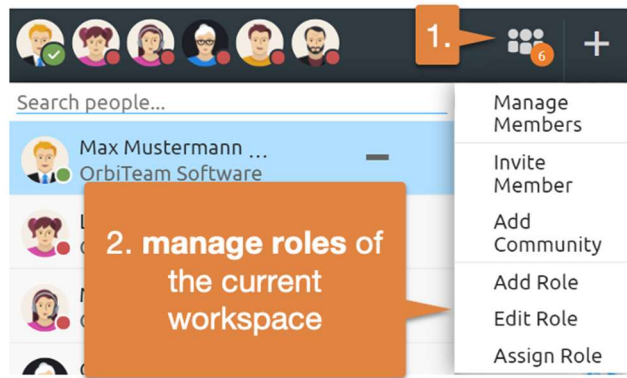 1.
6
+
Search people...
Max Mustermann ...
OrbiTeam Software
2. manage roles of
the current
workspace
Manage
Members
Invite
Member
Add
Community
Add Role
Edit Role
Assign Role